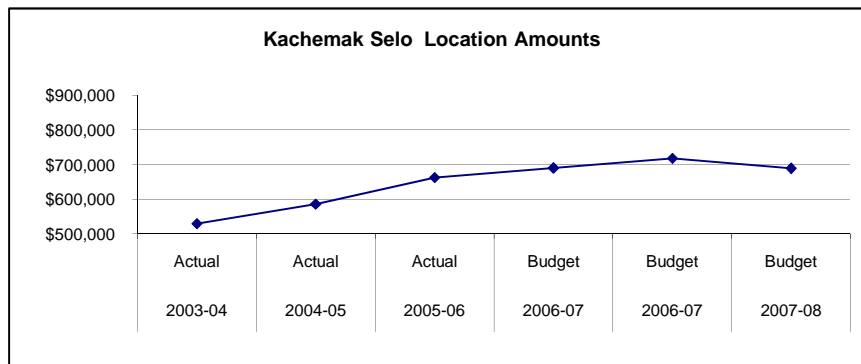 Kachemak Selo Location Amounts
$900,000
$800,000
$700,000
$600,000
$500,000
Actual Actual Actual Budget Budget Budget
2003-04 2004-05 2005-06 2006-07 2006-07 2007-08